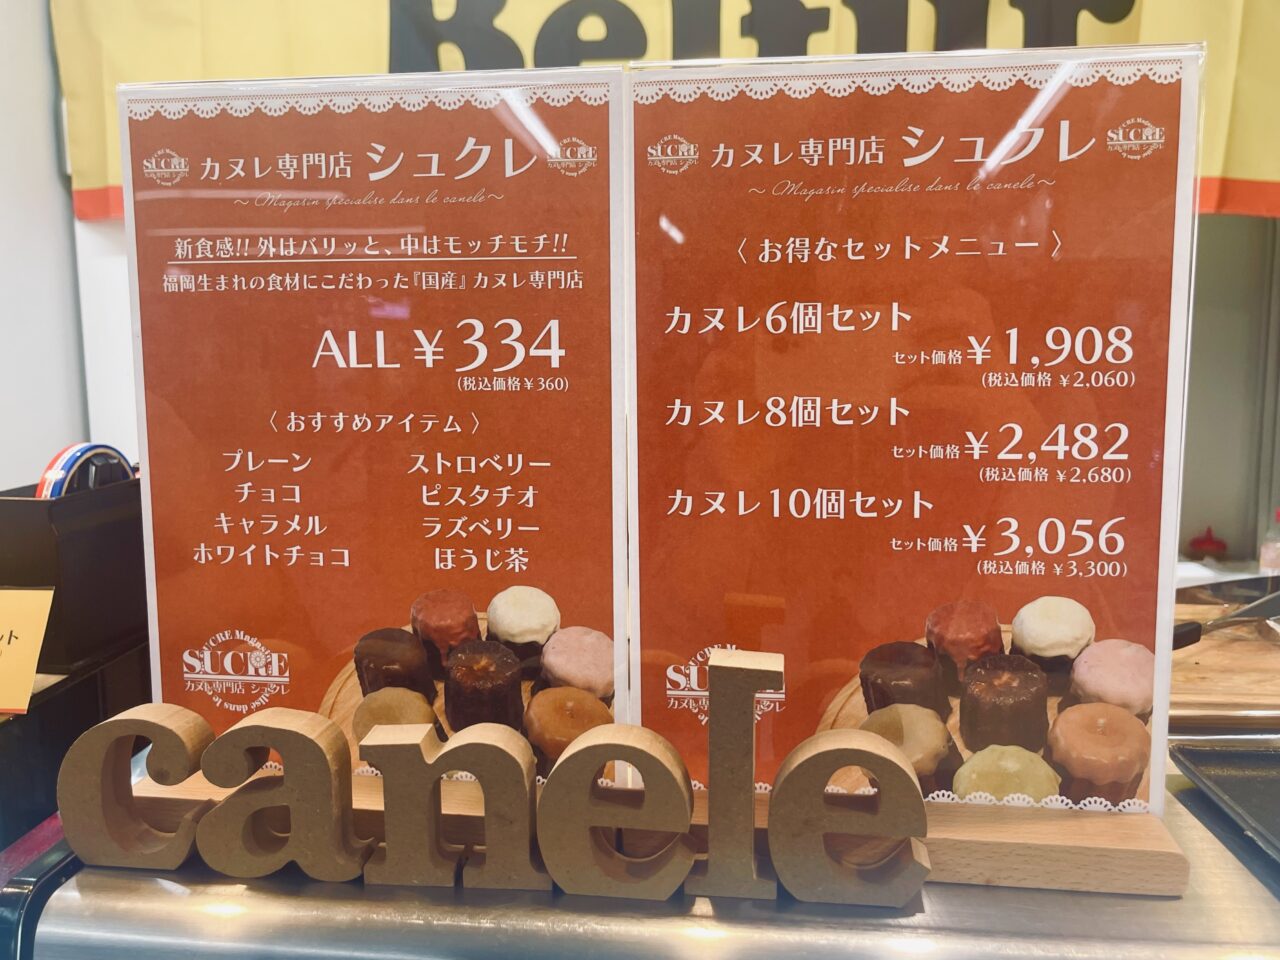 Belfur
SUCRE
カヌレ専門店 シュクレ
SUCRE
～ Magasin specialise dans le canele～
新食感!! 外はバリッと、中はモッチモチ!!
福岡生まれの食材にこだわった『国産』カヌレ専門店
ALL ¥334
(税込価格¥360)
〈 おすすめアイテム 〉
プレーン
チョコ
キャラメル
ホワイトチョコ
ストロベリー
ピスタチオ
ラズベリー
ほうじ茶
SUCRE
カヌレ専門店 シュクレ
SUCRE
カヌレ専門店 シュクレ
SUCRE
～ Magasin specialise dans le canele～
〈 お得なセットメニュー 〉
カヌレ6個セット
セット価格 ¥1,908
(税込価格 ¥2,060)
カヌレ8個セット
セット価格 ¥2,482
(税込価格 ¥2,680)
カヌレ10個セット
セット価格 ¥3,056
(税込価格 ¥3,300)
canele